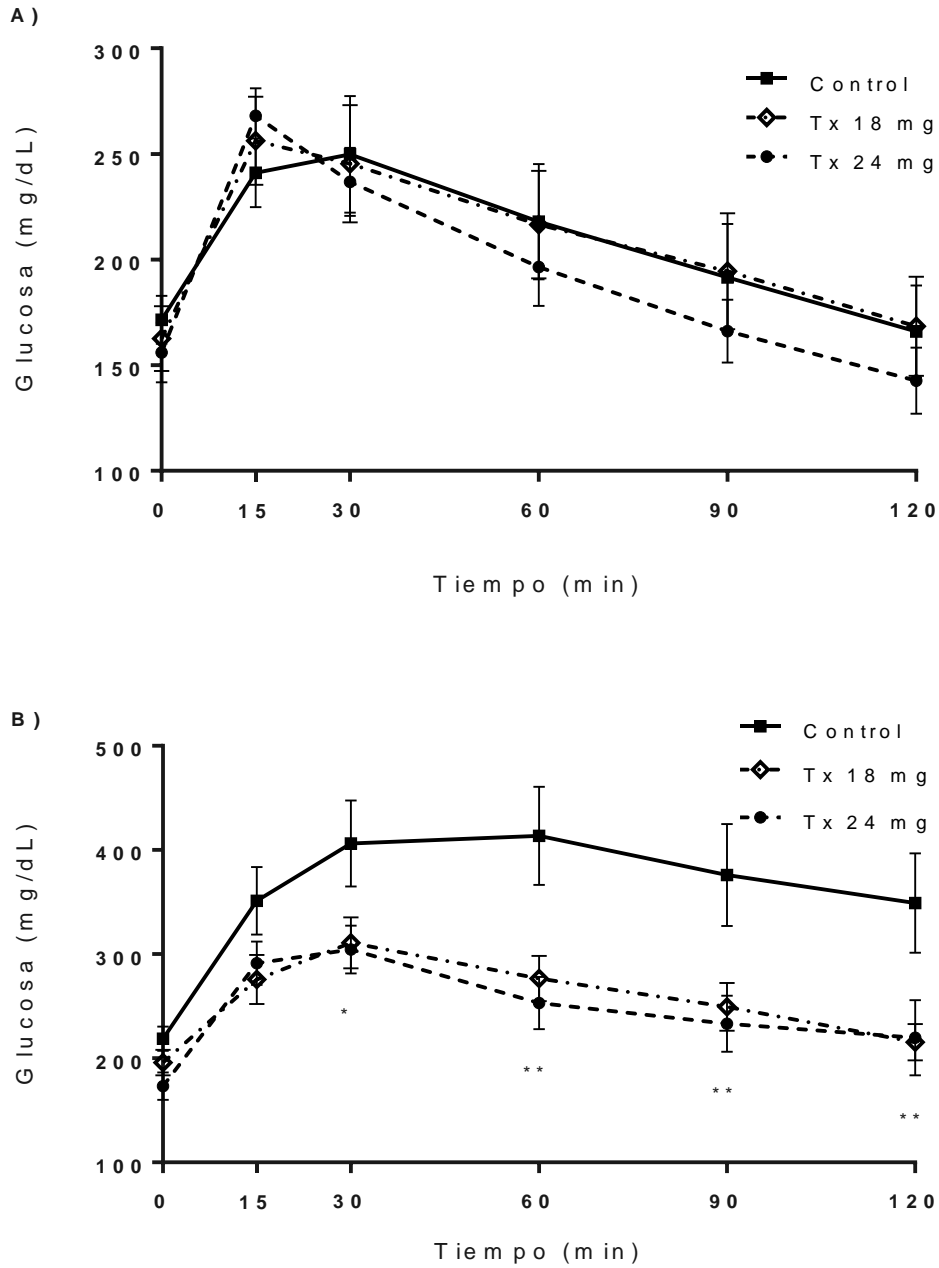 A)
300
250
200
150
100
Glucosa (mg/dL)
Control
Tx 18 mg
Tx 24 mg
0 15 30 60 90 120
Tiempo (min)
B)
500
400
300
200
100
Glucosa (mg/dL)
Control
Tx 18 mg
Tx 24 mg
*
**
**
**
0 15 30 60 90 120
Tiempo (min)